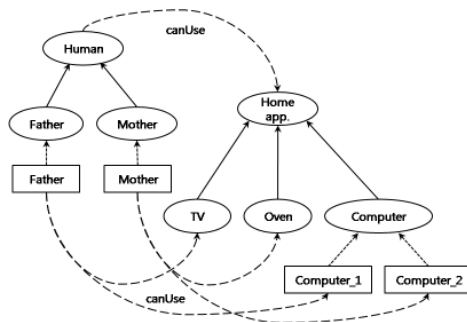 canUse
Human
Home
app.
Father
Mother
Father
Mother
TV
Oven
Computer
Computer_1
Computer_2
canUse